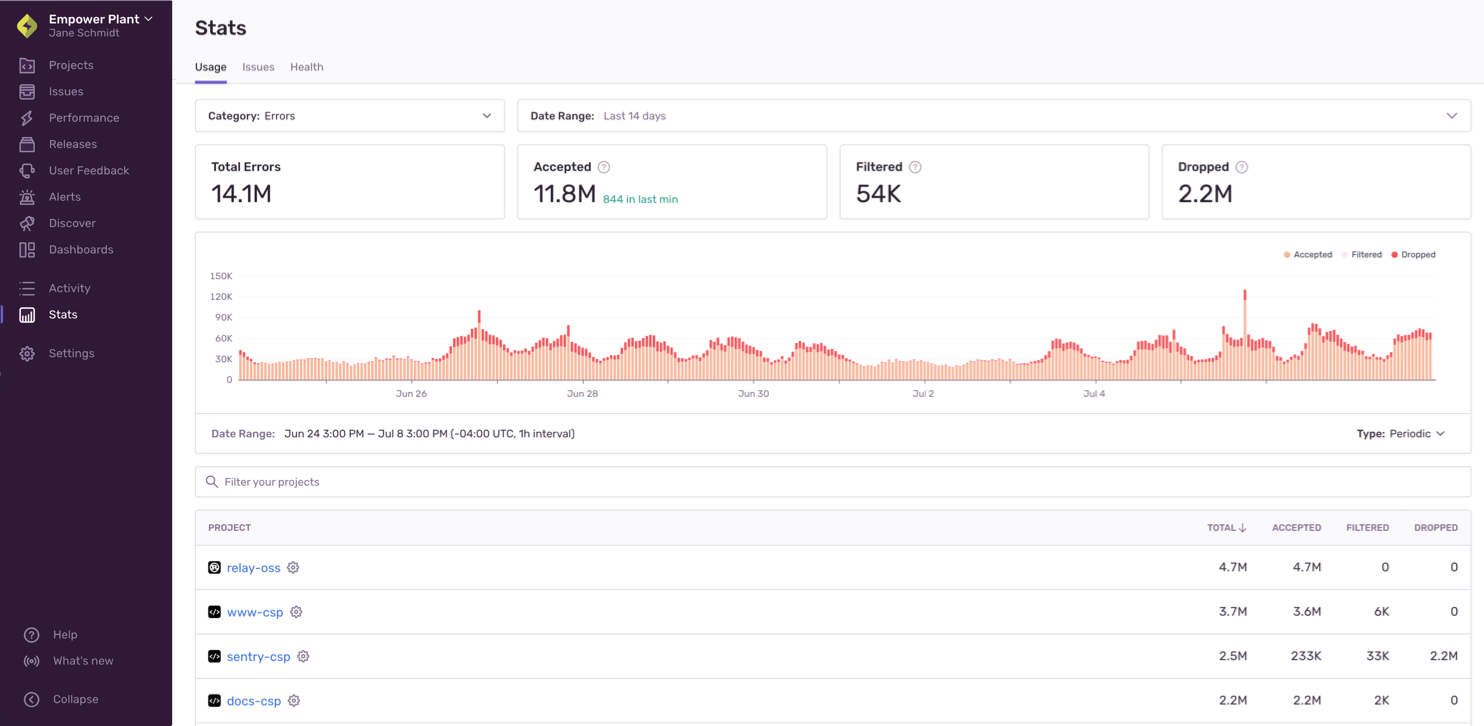 Empower Plant
Jane Schmidt
Projects
Issues
Performance
Releases
User Feedback
Alerts
Discover
Dashboards
Activity
Stats
Settings
Help
What's new
Collapse
Stats
Usage Issues Health
Category: Errors
Date Range: Last 14 days
Total Errors
14.1M
Accepted ?
11.8M 844 in last min
Filtered ?
54K
Dropped ?
2.2M
Accepted Filtered Dropped
150K
120K
90K
60K
30K
0
Jun 26 Jun 28 Jun 30 Jul 2 Jul 4
Date Range: Jun 24 3:00 PM — Jul 8 3:00 PM (-04:00 UTC, 1h interval)
Type: Periodic
Filter your projects
PROJECT TOTAL ACCEPTED FILTERED DROPPED
relay-oss 4.7M 4.7M 0 0
www-csp 3.7M 3.6M 6K 0
sentry-csp 2.5M 233K 33K 2.2M
docs-csp 2.2M 2.2M 2K 0